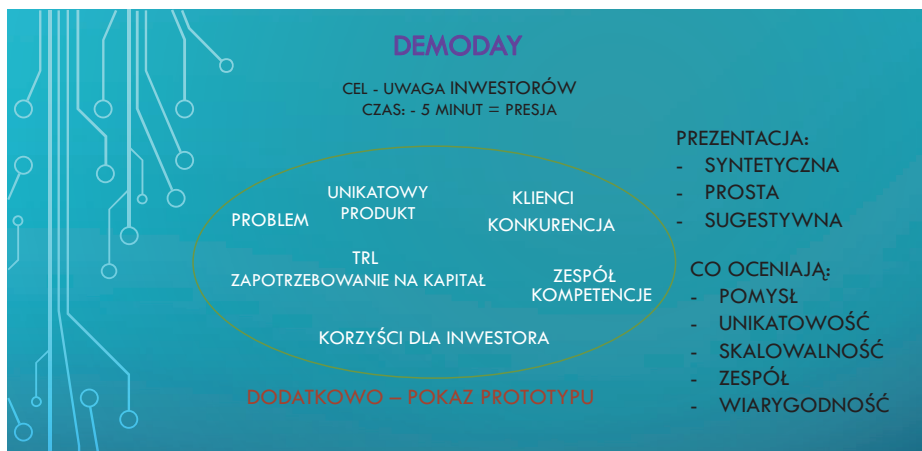 DEMODAY
CEL - UWAGA INWESTORÓW
CZAS: - 5 MINUT = PRESJA
PROBLEM
UNIKATOWY
PRODUKT
KLIENCI
KONKURENCJA
TRL
ZAPOTRZEBOWANIE NA KAPITAŁ
ZESPÓŁ
KOMPETENCJE
KORZYŚCI DLA INWESTORA
DODATKOWO – POKAZ PROTOTYPU
PREZENTACJA:
- SYNTETYCZNA
- PROSTA
- SUGESTYWNA
CO OCENIAJĄ:
- POMYSŁ
- UNIKATOWOŚĆ
- SKALOWALNOŚĆ
- ZESPÓŁ
- WIARYGODNOŚĆ